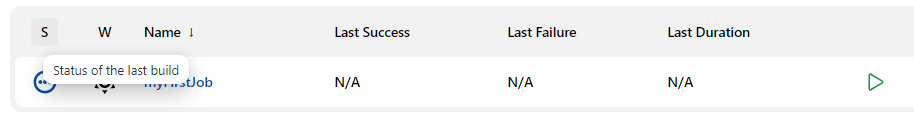 S W Name ↓ Last Success Last Failure Last Duration
Status of the last build
myFirstJob N/A N/A N/A